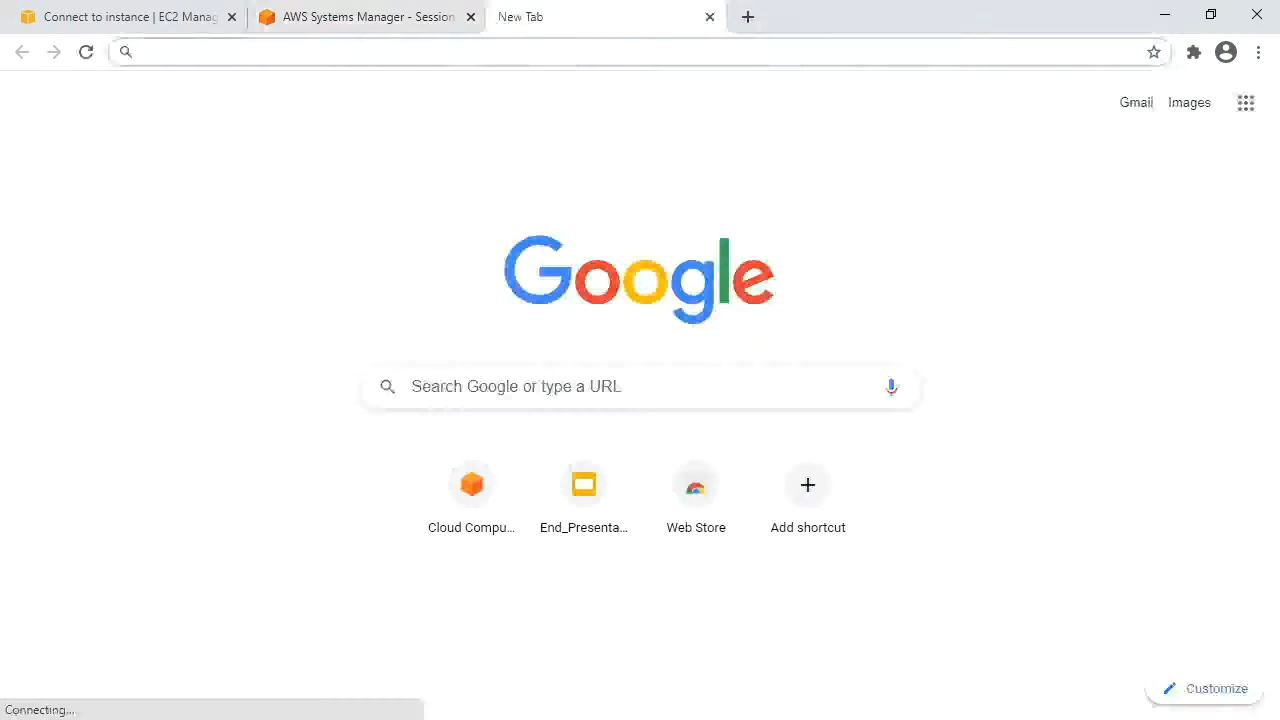 Connect to instance | EC2 Manag
AWS Systems Manager - Session
New Tab
Gmail
Images
Google
Search Google or type a URL
Cloud Compu...
End_Presenta...
Web Store
Add shortcut
Customize
Connecting...